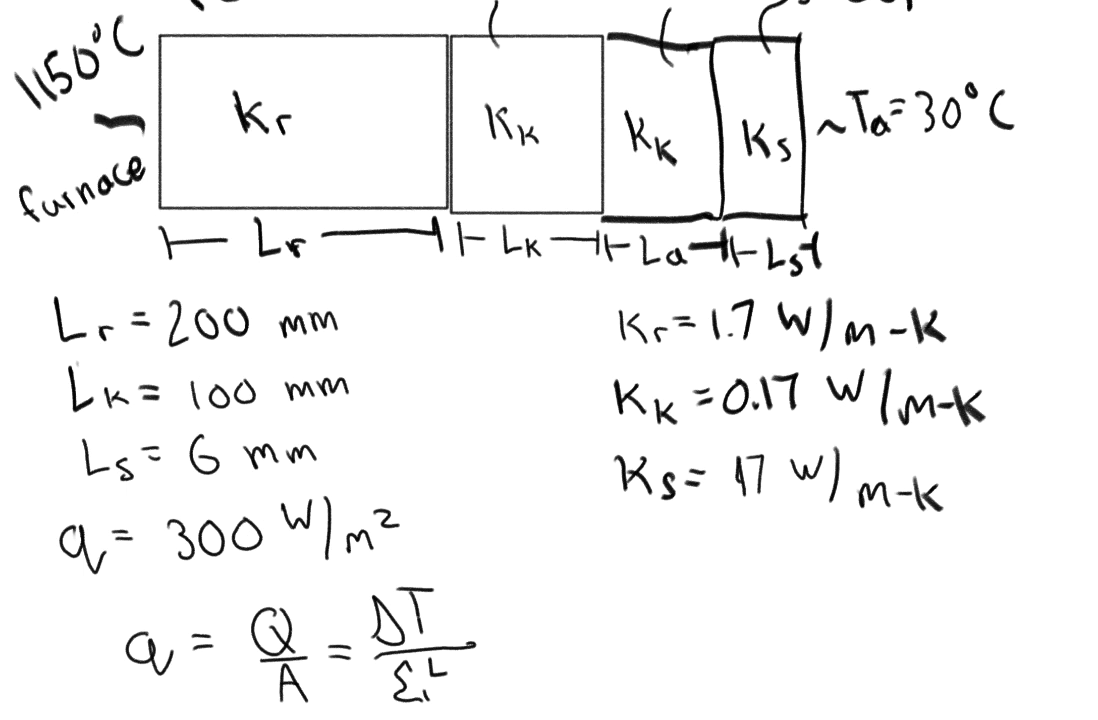 1150°C
furnace
Kr
KK
KK
Ks
~Ta=30°C
Lr
LK
La
Ls
Lr = 200 mm
LK = 100 mm
Ls = 6 mm
q = 300 W/m²
Kr = 1.7 W/m-K
KK = 0.17 W/m-K
Ks = 17 W/m-K
q = Q/A = ΔT/Σ, L